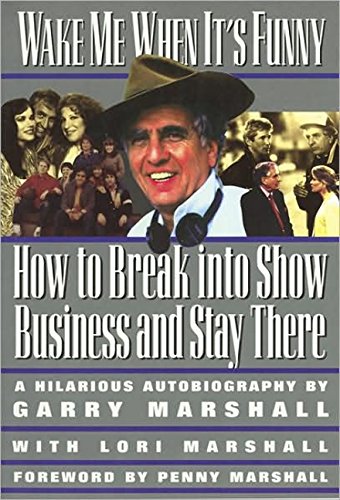 WAKE ME WHEN IT'S FUNNY
How to Break into Show
Business and Stay There
A HILARIOUS AUTOBIOGRAPHY BY
GARRY MARSHALL
WITH LORI MARSHALL
FOREWORD BY PENNY MARSHALL